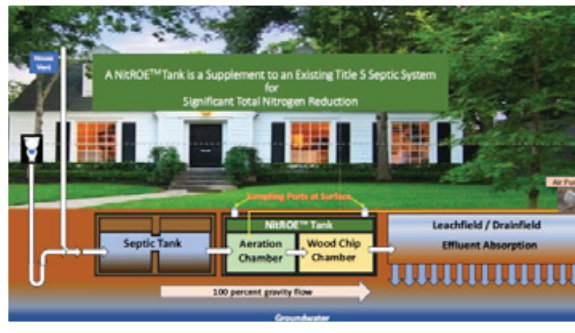 House
Vent
A NitROE™ Tank is a Supplement to an Existing Title 5 Septic System
for
Significant Total Nitrogen Reduction
Sampling Ports at Surface
Air
NitROE™ Tank
Septic Tank
Aeration
Chamber
Wood Chip
Chamber
Leachfield / Drainfield
Effluent Absorption
100 percent gravity flow
Groundwater